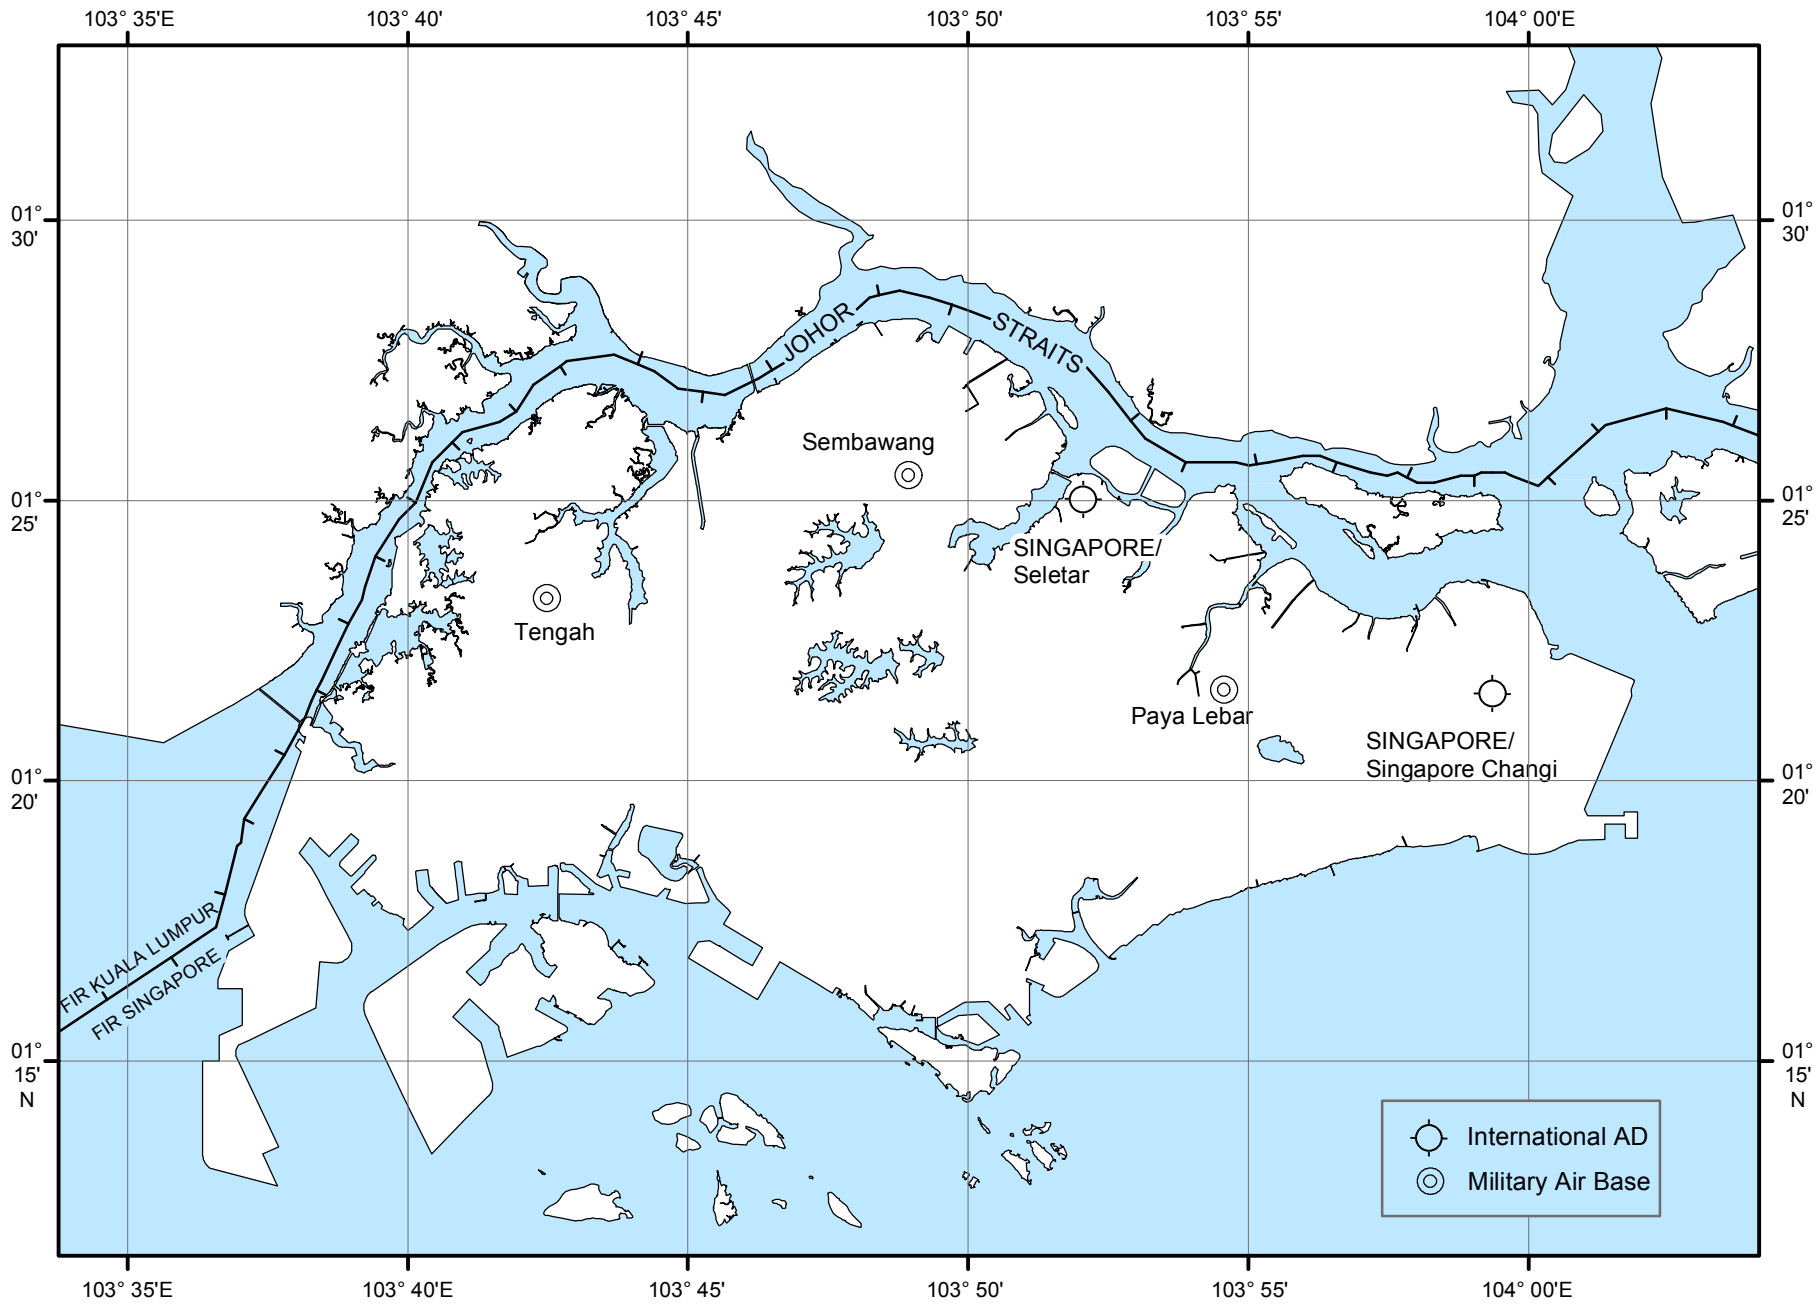 103° 35'E
103° 40'
103° 45'
103° 50'
103° 55'
104° 00'E
01°
30'
01°
30'
JOHOR
STRAITS
Sembawang
01°
25'
01°
25'
SINGAPORE/
Seletar
Tengah
Paya Lebar
SINGAPORE/
Singapore Changi
01°
20'
01°
20'
FIR KUALA LUMPUR
FIR SINGAPORE
01°
15'
N
01°
15'
N
International AD
Military Air Base
103° 35'E
103° 40'
103° 45'
103° 50'
103° 55'
104° 00'E